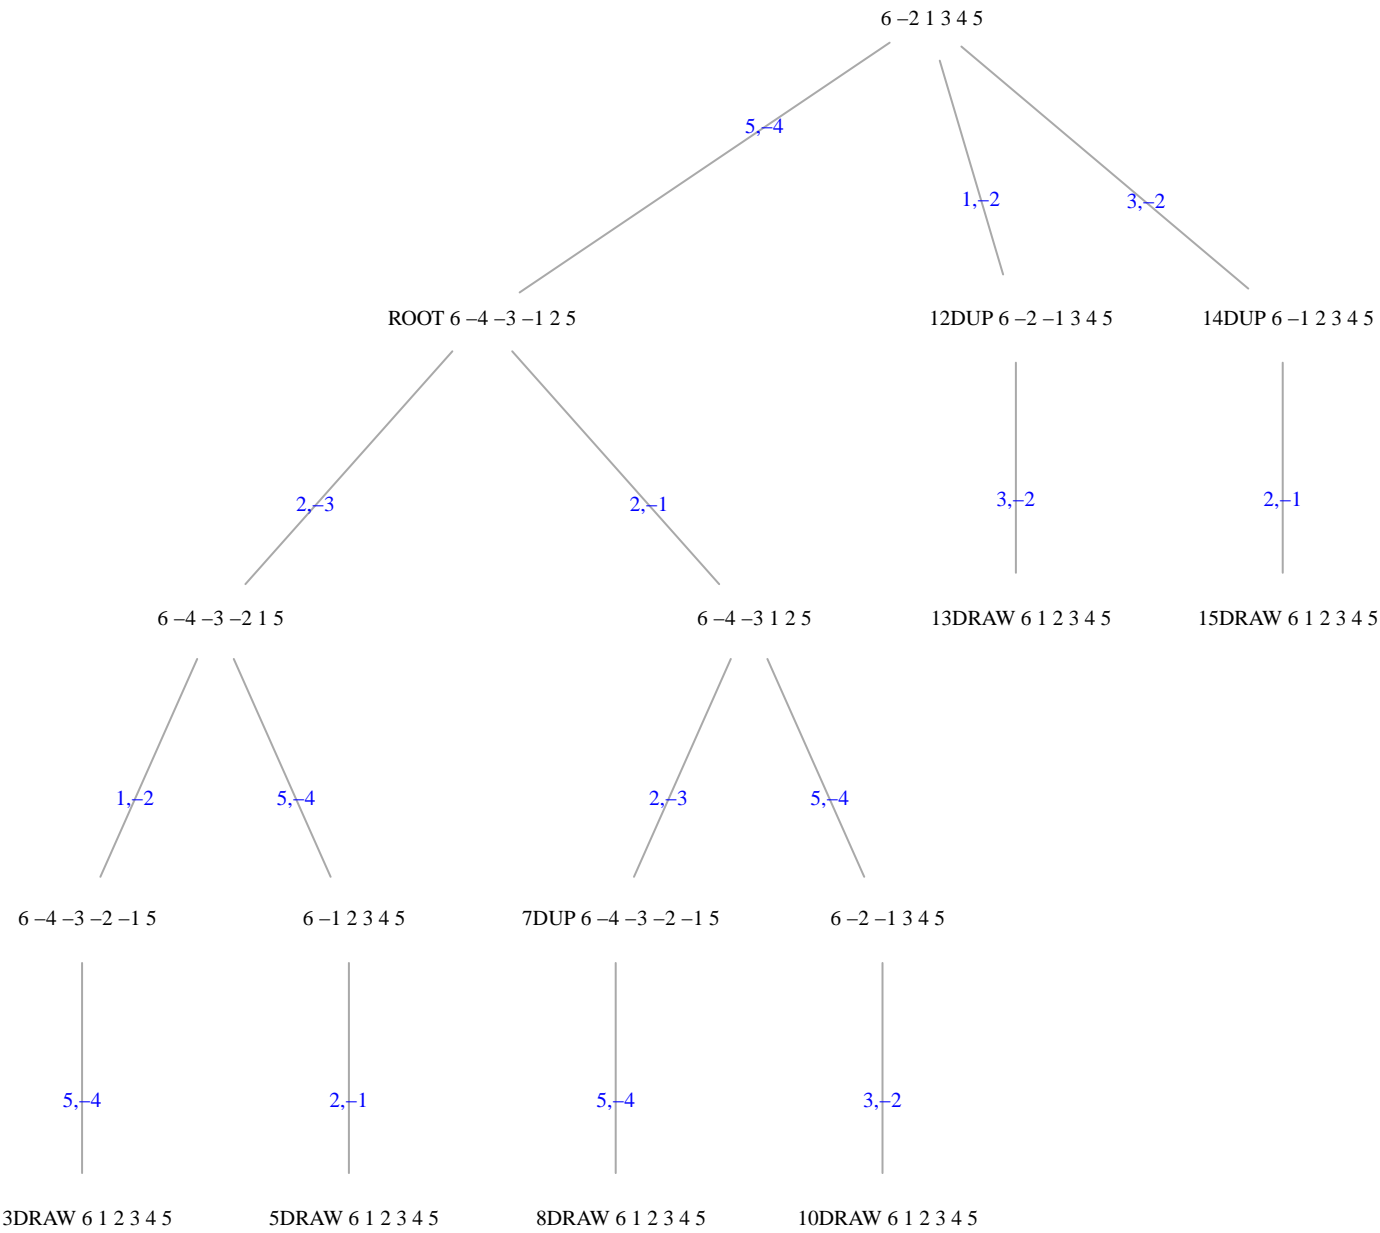 6 –2 1 3 4 5
5,–4
1,–2
3,–2
ROOT 6 –4 –3 –1 2 5
12DUP 6 –2 –1 3 4 5
14DUP 6 –1 2 3 4 5
2,–3
2,–1
3,–2
2,–1
6 –4 –3 –2 1 5
6 –4 –3 1 2 5
13DRAW 6 1 2 3 4 5
15DRAW 6 1 2 3 4 5
1,–2
5,–4
2,–3
5,–4
6 –4 –3 –2 –1 5
6 –1 2 3 4 5
7DUP 6 –4 –3 –2 –1 5
6 –2 –1 3 4 5
5,–4
2,–1
5,–4
3,–2
3DRAW 6 1 2 3 4 5
5DRAW 6 1 2 3 4 5
8DRAW 6 1 2 3 4 5
10DRAW 6 1 2 3 4 5